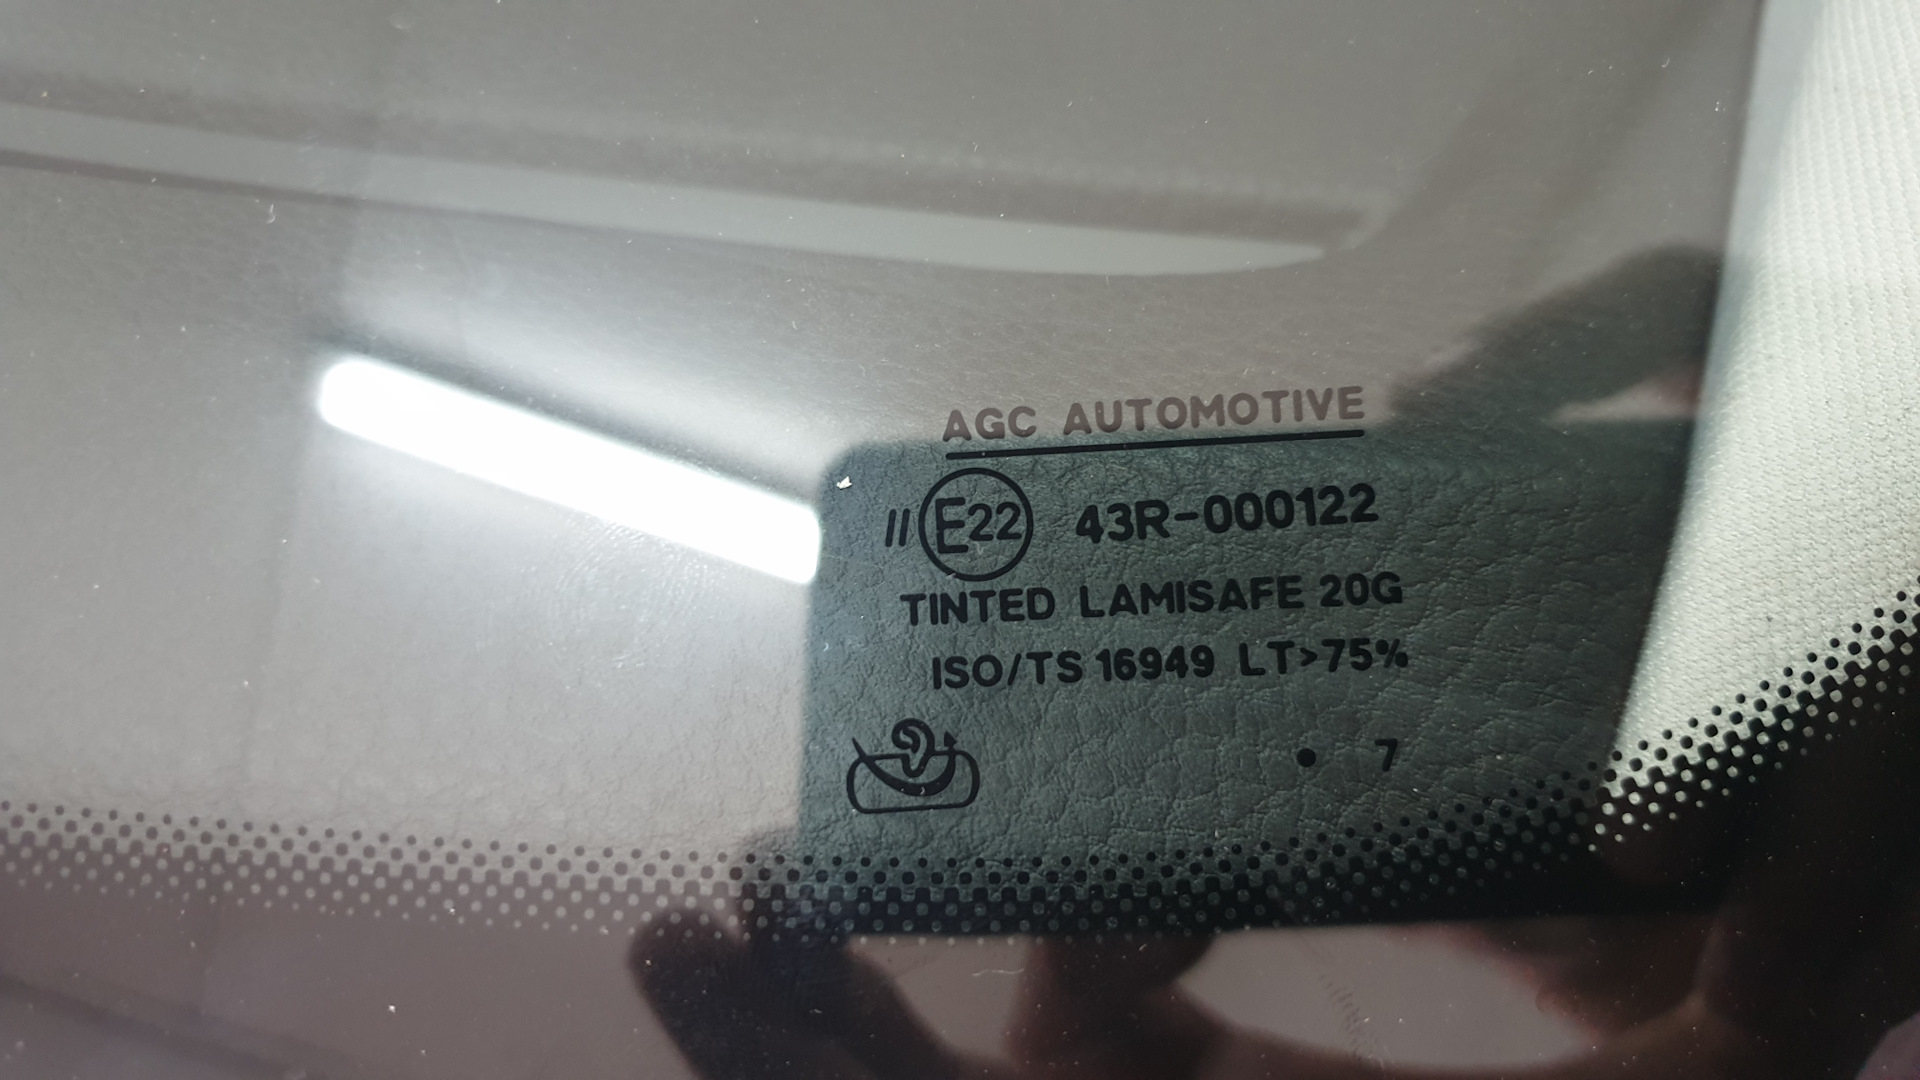 AGC AUTOMOTIVE
II E22 43R-000122
TINTED LAMISAFE 20G
ISO/TS 16949 LT>75%
• 7